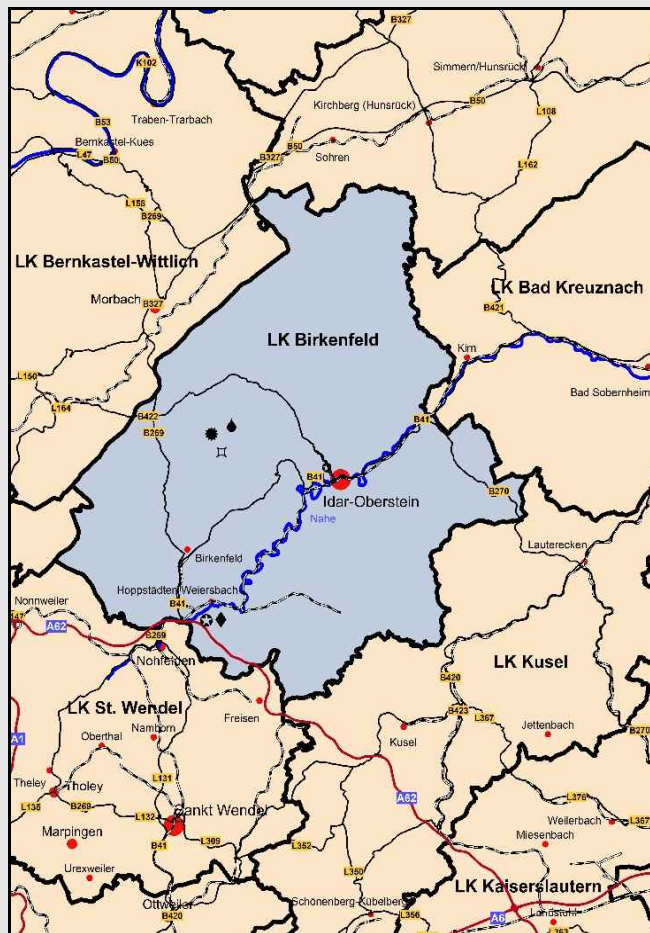 B327
K102
Simmern/Hunsrück
Kirchberg (Hunsrück)
B50
L108
Traben-Trarbach
B53
Bernkastel-Kues
L47
B50
B50
B327
Sohren
L162
L158
B269
LK Bernkastel-Wittlich
LK Bad Kreuznach
Morbach
B327
B421
LK Birkenfeld
Kirn
L150
Bad Sobernheim
L164
B422
B269
B41
B41
Idar-Oberstein
B270
Nahe
Lauterecken
Birkenfeld
Hoppstädten/Weiersbach
Nonnweiler
B41
A62
B269
Nohfelden
LK Kusel
B420
LK St. Wendel
Freisen
B423
L367
Namborn
Oberthal
Kusel
Jettenbach
B270
A1
Theley
Tholey
L131
A62
L376
L138
B269
L132
Sankt Wendel
Weilerbach
L367
Marpingen
B41
L309
L352
Miesenbach
Urexweiler
L350
LK Kaiserslautern
Ottweiler
B420
Schönenberg-Kübelberg
L356
A6
Landstuhl
L363